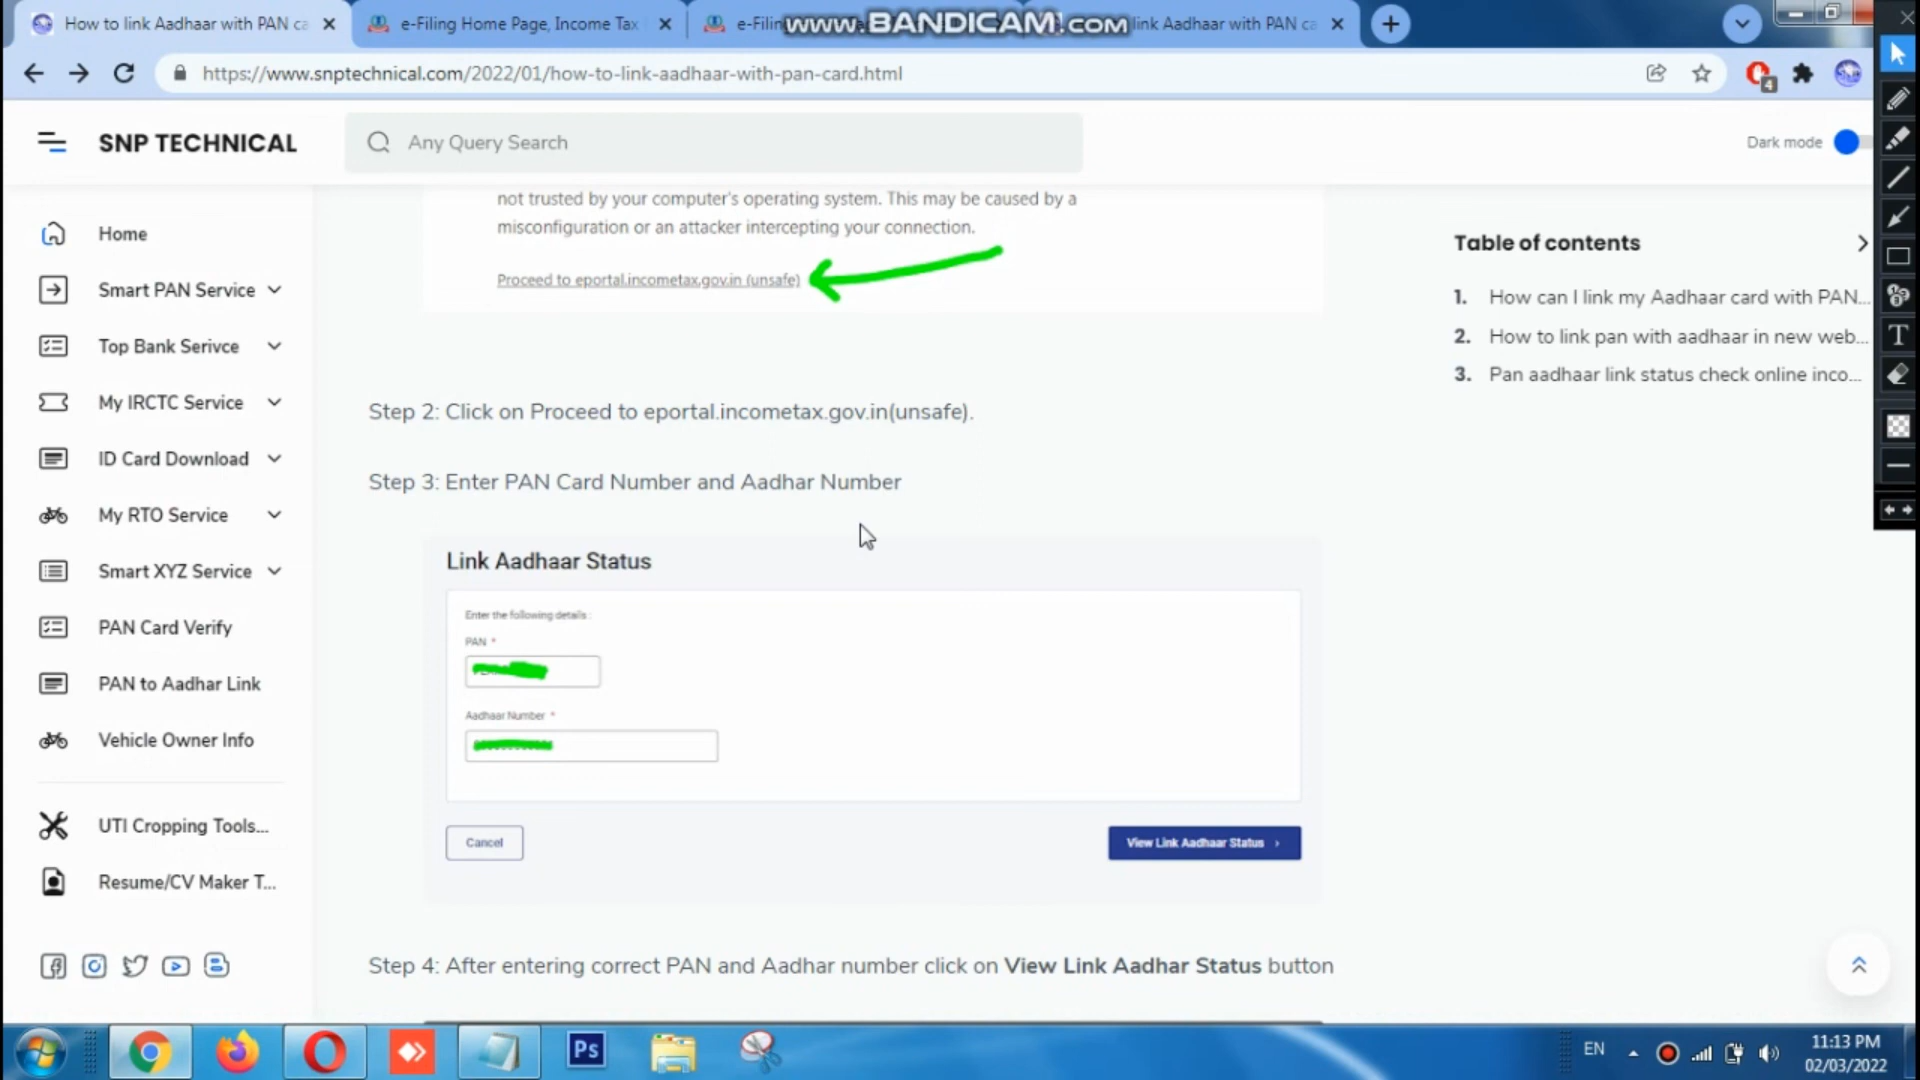 How to link Aadhaar with PAN ca
e-Filing Home Page, Income Tax
e-Filin
www.BANDICAM.com
link Aadhaar with PAN ca
https://www.snptechnical.com/2022/01/how-to-link-aadhaar-with-pan-card.html
4
SNP TECHNICAL
Any Query Search
Dark mode
Home
Smart PAN Service
Top Bank Serivce
My IRCTC Service
ID Card Download
My RTO Service
Smart XYZ Service
PAN Card Verify
PAN to Aadhar Link
Vehicle Owner Info
UTI Cropping Tools...
Resume/CV Maker T...
not trusted by your computer's operating system. This may be caused by a
misconfiguration or an attacker intercepting your connection.
Proceed to eportal.incometax.gov.in (unsafe)
Step 2: Click on Proceed to eportal.incometax.gov.in(unsafe).
Step 3: Enter PAN Card Number and Aadhar Number
Link Aadhaar Status
Enter the following details :
PAN *
Aadhaar Number *
Cancel
View Link Aadhaar Status >
Step 4: After entering correct PAN and Aadhar number click on View Link Aadhar Status button
Table of contents
1. How can I link my Aadhaar card with PAN...
2. How to link pan with aadhaar in new web...
3. Pan aadhaar link status check online inco...
T
Ps
EN
11:13 PM
02/03/2022